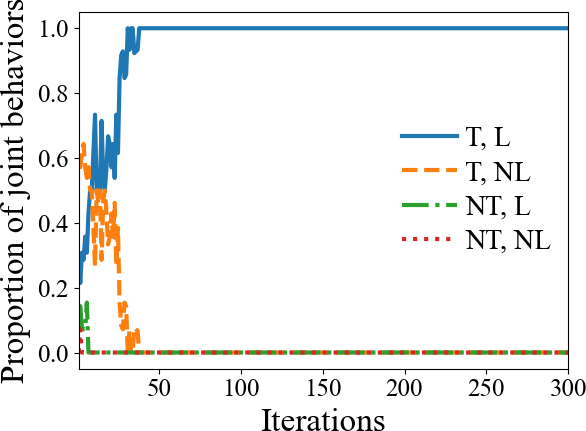 Proportion of joint behaviors
1.0
0.8
0.6
0.4
0.2
0.0
T, L
T, NL
NT, L
NT, NL
50
100
150
200
250
300
Iterations